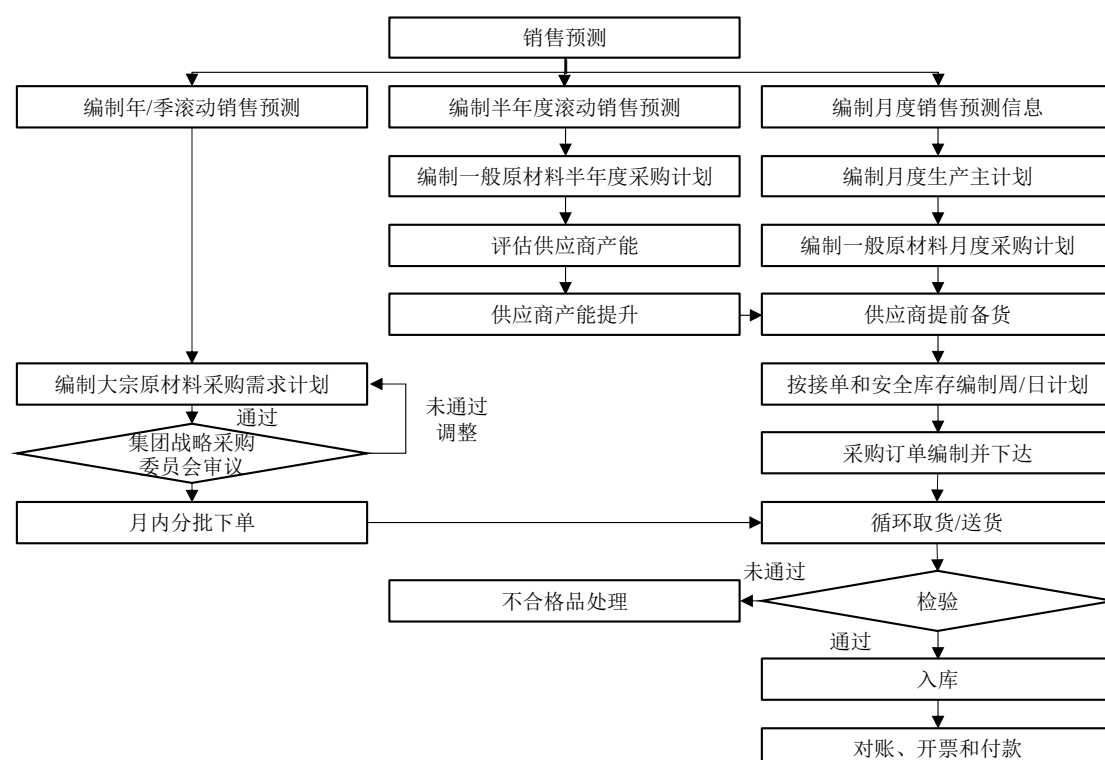 销售预测
编制年/季滚动销售预测
编制半年度滚动销售预测
编制月度销售预测信息
编制一般原材料半年度采购计划
编制月度生产主计划
评估供应商产能
编制一般原材料月度采购计划
供应商产能提升
供应商提前备货
编制大宗原材料采购需求计划
按接单和安全库存编制周/日计划
通过
未通过
调整
集团战略采购
委员会审议
采购订单编制并下达
月内分批下单
循环取货/送货
未通过
不合格品处理
检验
通过
入库
对账、开票和付款